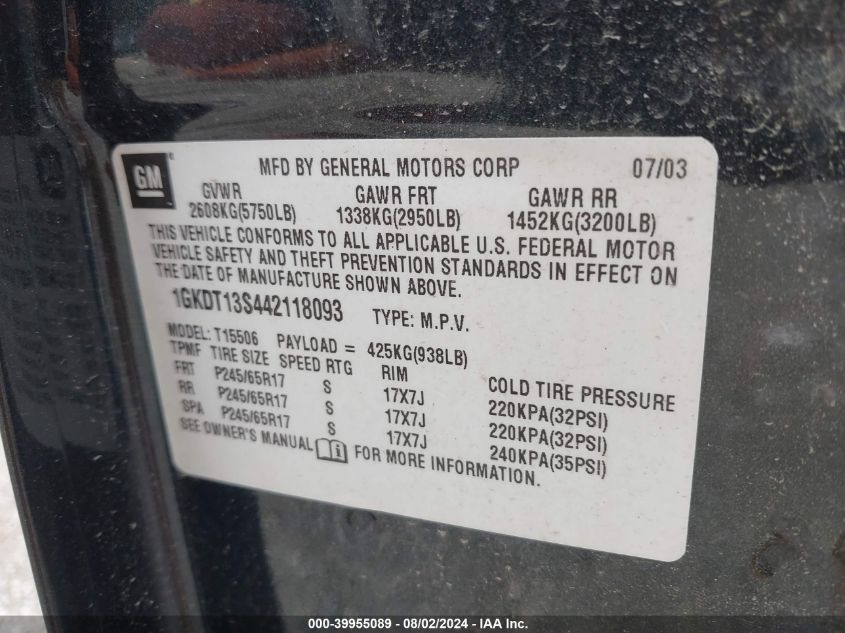 GM
MFD BY GENERAL MOTORS CORP 07/03
GVWR GAWR FRT GAWR RR
2608KG(5750LB) 1338KG(2950LB) 1452KG(3200LB)
THIS VEHICLE CONFORMS TO ALL APPLICABLE U.S. FEDERAL MOTOR
VEHICLE SAFETY AND THEFT PREVENTION STANDARDS IN EFFECT ON
THE DATE OF MANUFACTURE SHOWN ABOVE.
1GKDT13S442118093 TYPE: M.P.V.
MODEL: T15506 PAYLOAD = 425KG(938LB)
TPMF TIRE SIZE SPEED RTG RIM COLD TIRE PRESSURE
FRT P245/65R17 S 17X7J 220KPA(32PSI)
RR P245/65R17 S 17X7J 220KPA(32PSI)
SPA P245/65R17 S 17X7J 240KPA(35PSI)
SEE OWNER'S MANUAL FOR MORE INFORMATION.
000-39955089 - 08/02/2024 - IAA Inc.